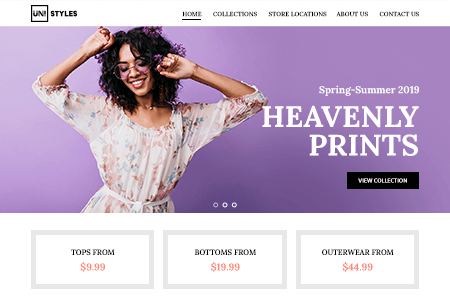 UN! STYLES
HOME COLLECTIONS STORE LOCATIONS ABOUT US CONTACT US
Spring-Summer 2019
HEAVENLY
PRINTS
VIEW COLLECTION
TOPS FROM
$9.99
BOTTOMS FROM
$19.99
OUTERWEAR FROM
$44.99